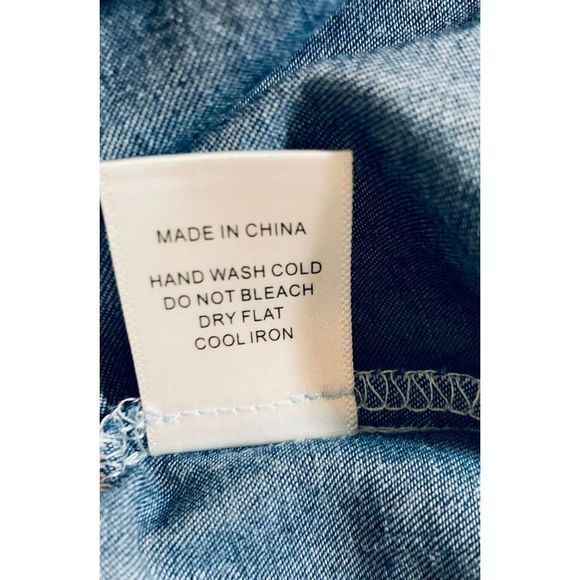 MADE IN CHINA
HAND WASH COLD
DO NOT BLEACH
DRY FLAT
COOL IRON